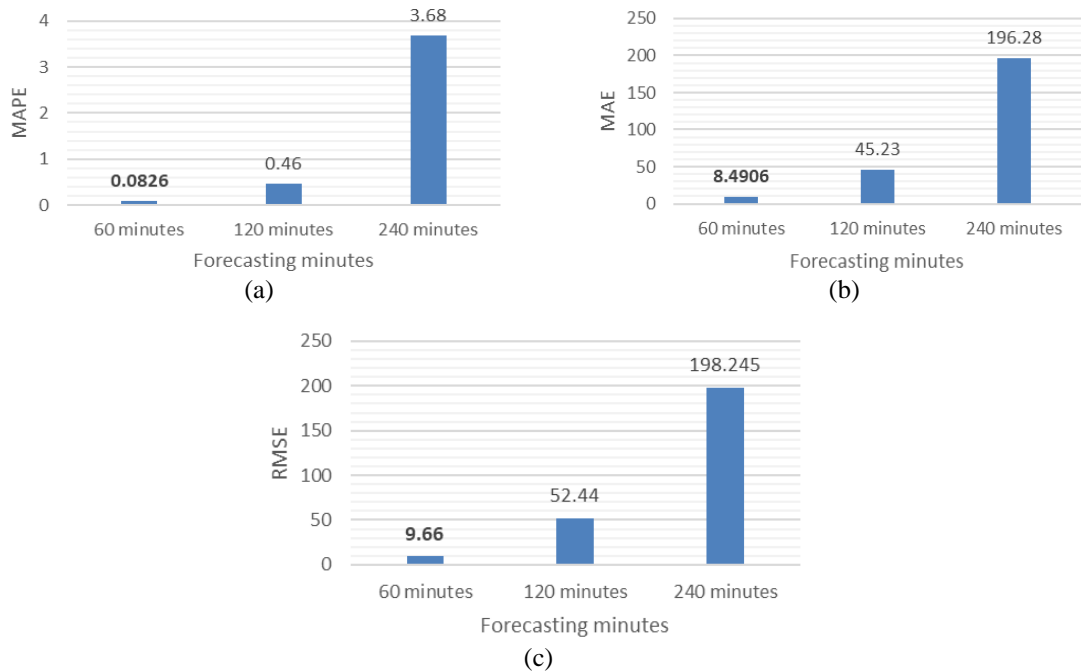 4
3.68
3
MAPE
2
1
0.46
0.0826
0
60 minutes 120 minutes 240 minutes
Forecasting minutes
(a)
250
196.28
200
150
MAE
100
45.23
50
8.4906
0
60 minutes 120 minutes 240 minutes
Forecasting minutes
(b)
250
198.245
200
150
RMSE
100
52.44
50
9.66
0
60 minutes 120 minutes 240 minutes
Forecasting minutes
(c)